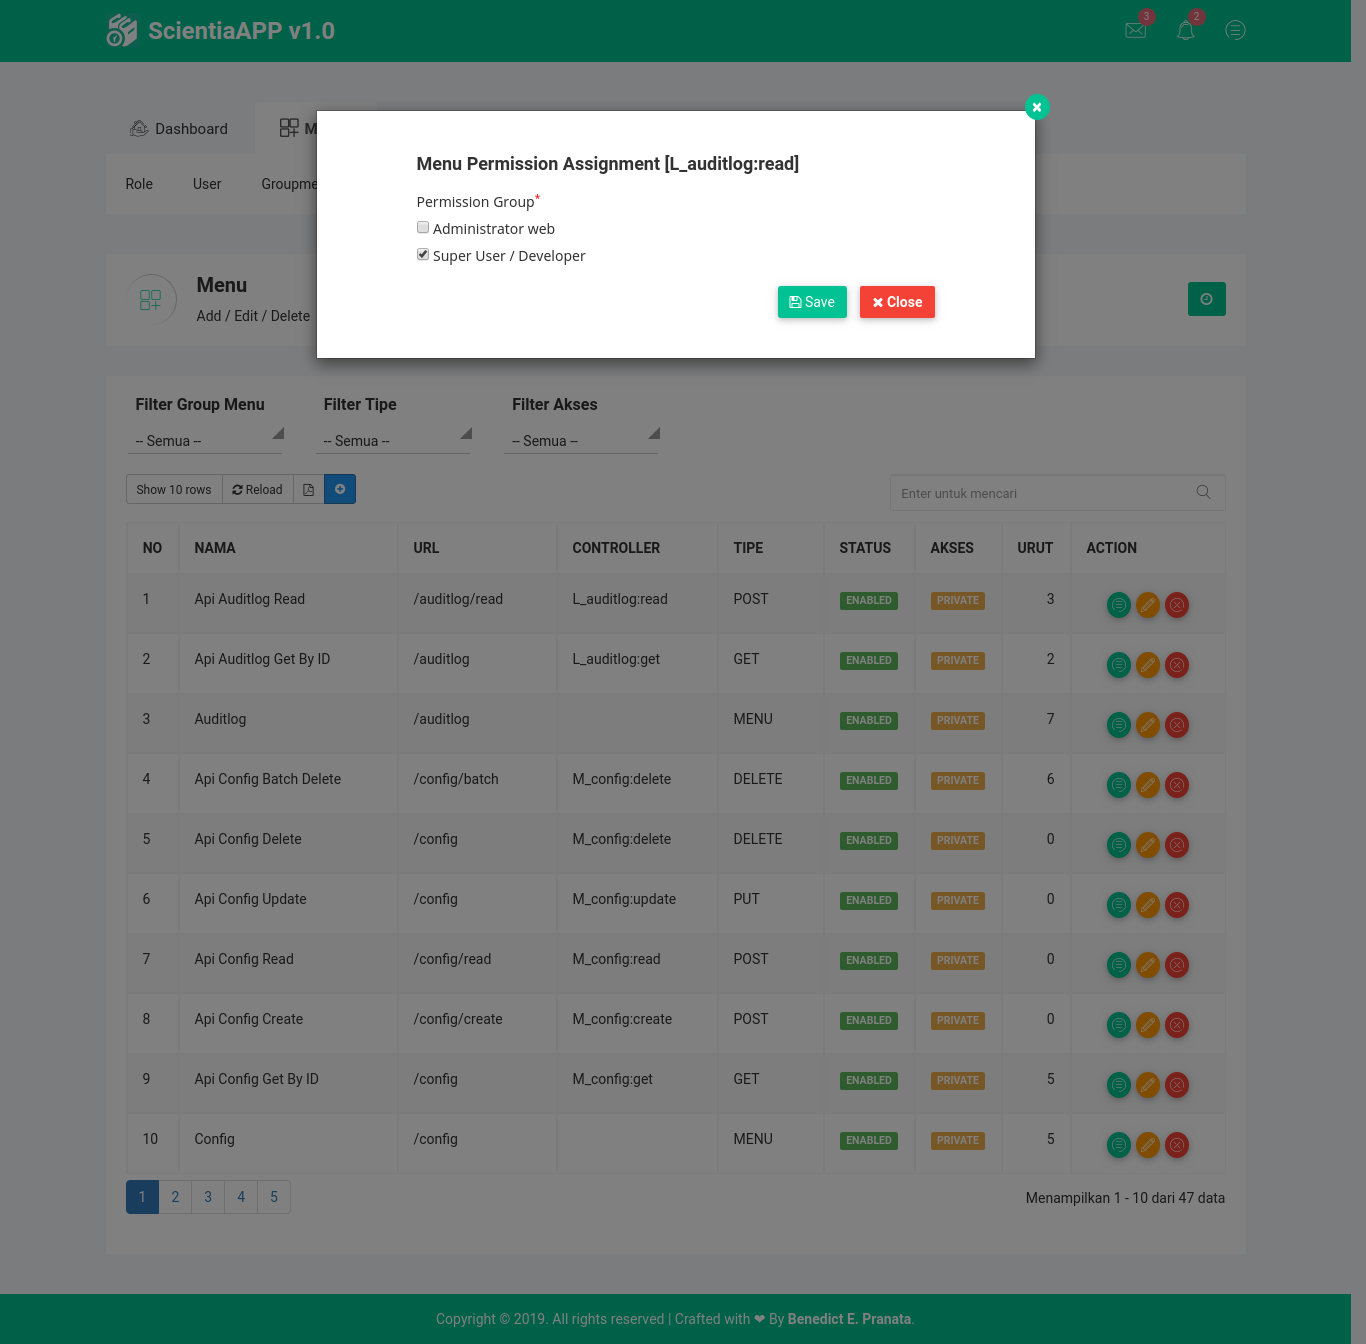 ScientiaAPP v1.0
3
2
Dashboard
M
Role User Groupme
Menu Permission Assignment [L_auditlog:read]
Permission Group*
Administrator web
Super User / Developer
Save Close
Menu
Add / Edit / Delete
Filter Group Menu Filter Tipe Filter Akses
-- Semua -- -- Semua -- -- Semua --
Show 10 rows Reload Enter untuk mencari
NO NAMA URL CONTROLLER TIPE STATUS AKSES URUT ACTION
1 Api Auditlog Read /auditlog/read L_auditlog:read POST ENABLED PRIVATE 3
2 Api Auditlog Get By ID /auditlog L_auditlog:get GET ENABLED PRIVATE 2
3 Auditlog /auditlog MENU ENABLED PRIVATE 7
4 Api Config Batch Delete /config/batch M_config:delete DELETE ENABLED PRIVATE 6
5 Api Config Delete /config M_config:delete DELETE ENABLED PRIVATE 0
6 Api Config Update /config M_config:update PUT ENABLED PRIVATE 0
7 Api Config Read /config/read M_config:read POST ENABLED PRIVATE 0
8 Api Config Create /config/create M_config:create POST ENABLED PRIVATE 0
9 Api Config Get By ID /config M_config:get GET ENABLED PRIVATE 5
10 Config /config MENU ENABLED PRIVATE 5
1 2 3 4 5 Menampilkan 1 - 10 dari 47 data
Copyright © 2019. All rights reserved | Crafted with ❤ By Benedict E. Pranata.